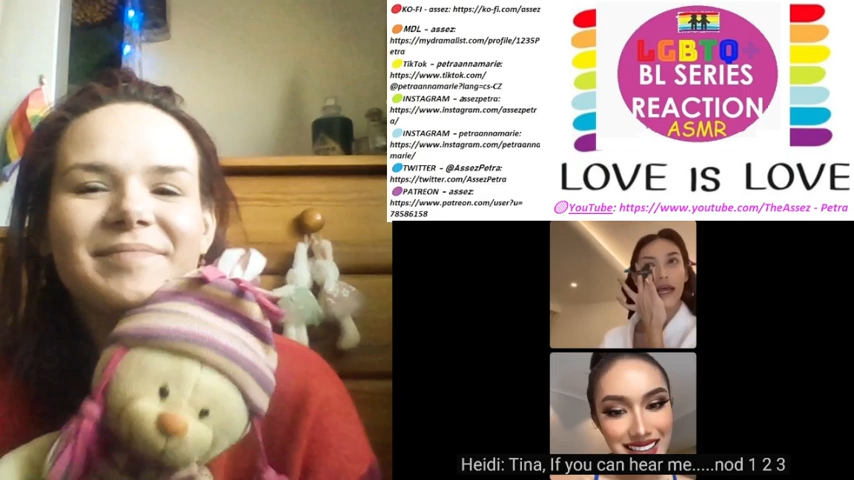 KO-FI - assez: https://ko-fi.com/assez
MDL - assez:
https://mydramalist.com/profile/1235P
etra
TikTok - petraannamarie:
https://www.tiktok.com/
@petraannamarie?lang=cs-CZ
INSTAGRAM - assezpetra:
https://www.instagram.com/assezpetr
a/
INSTAGRAM - petraannamarie:
https://www.instagram.com/petraanna
marie/
TWITTER - @AssezPetra:
https://twitter.com/AssezPetra
PATREON - assez:
https://www.patreon.com/user?u=
78586158
LGBTQ+
BL SERIES
REACTION
ASMR
LOVE IS LOVE
YouTube: https://www.youtube.com/TheAssez - Petra
Heidi: Tina, If you can hear me.....nod 1 2 3